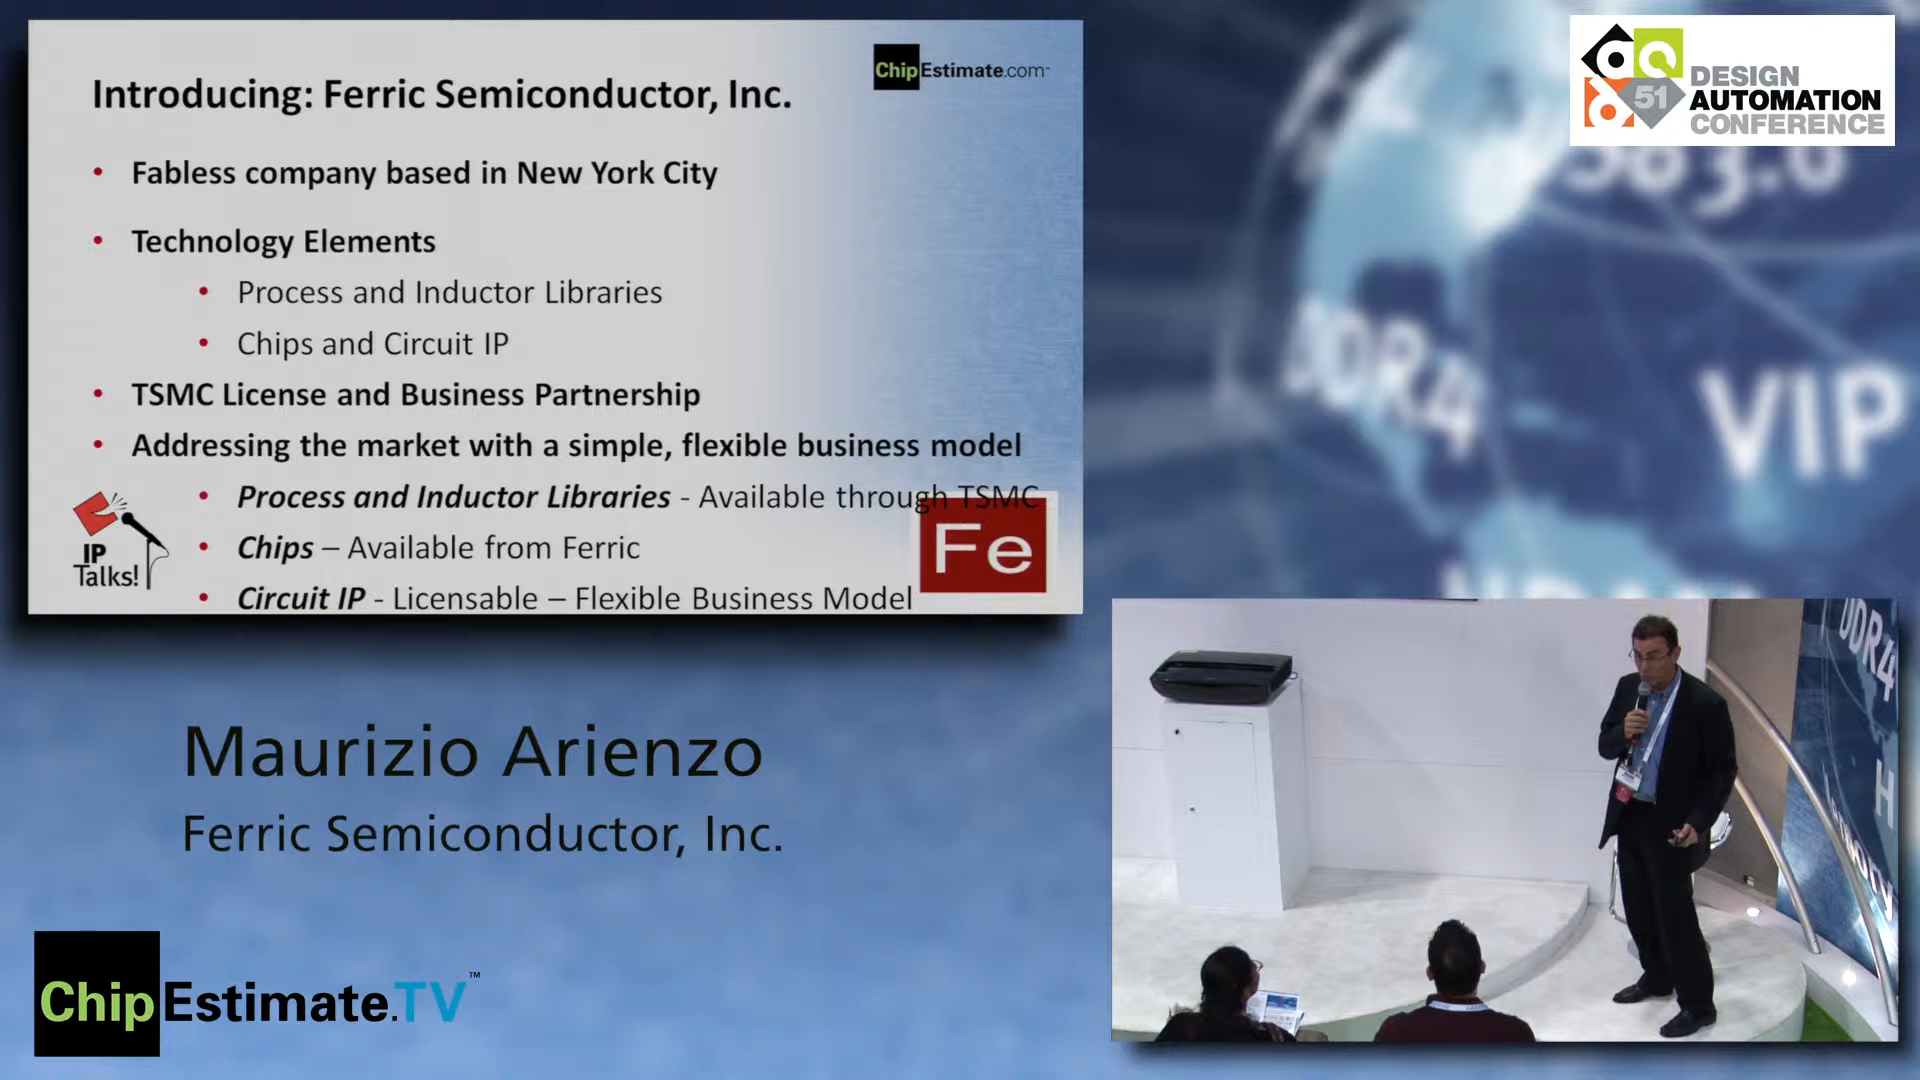 Introducing: Ferric Semiconductor, Inc.
ChipEstimate.com
• Fabless company based in New York City
• Technology Elements
• Process and Inductor Libraries
• Chips and Circuit IP
• TSMC License and Business Partnership
• Addressing the market with a simple, flexible business model
• Process and Inductor Libraries - Available through TSMC
• Chips – Available from Ferric
• Circuit IP - Licensable – Flexible Business Model
IP
Talks!
Fe
51
DESIGN
AUTOMATION
CONFERENCE
DDR4
VIP
Maurizio Arienzo
Ferric Semiconductor, Inc.
ChipEstimate.TV™
DDR4
H